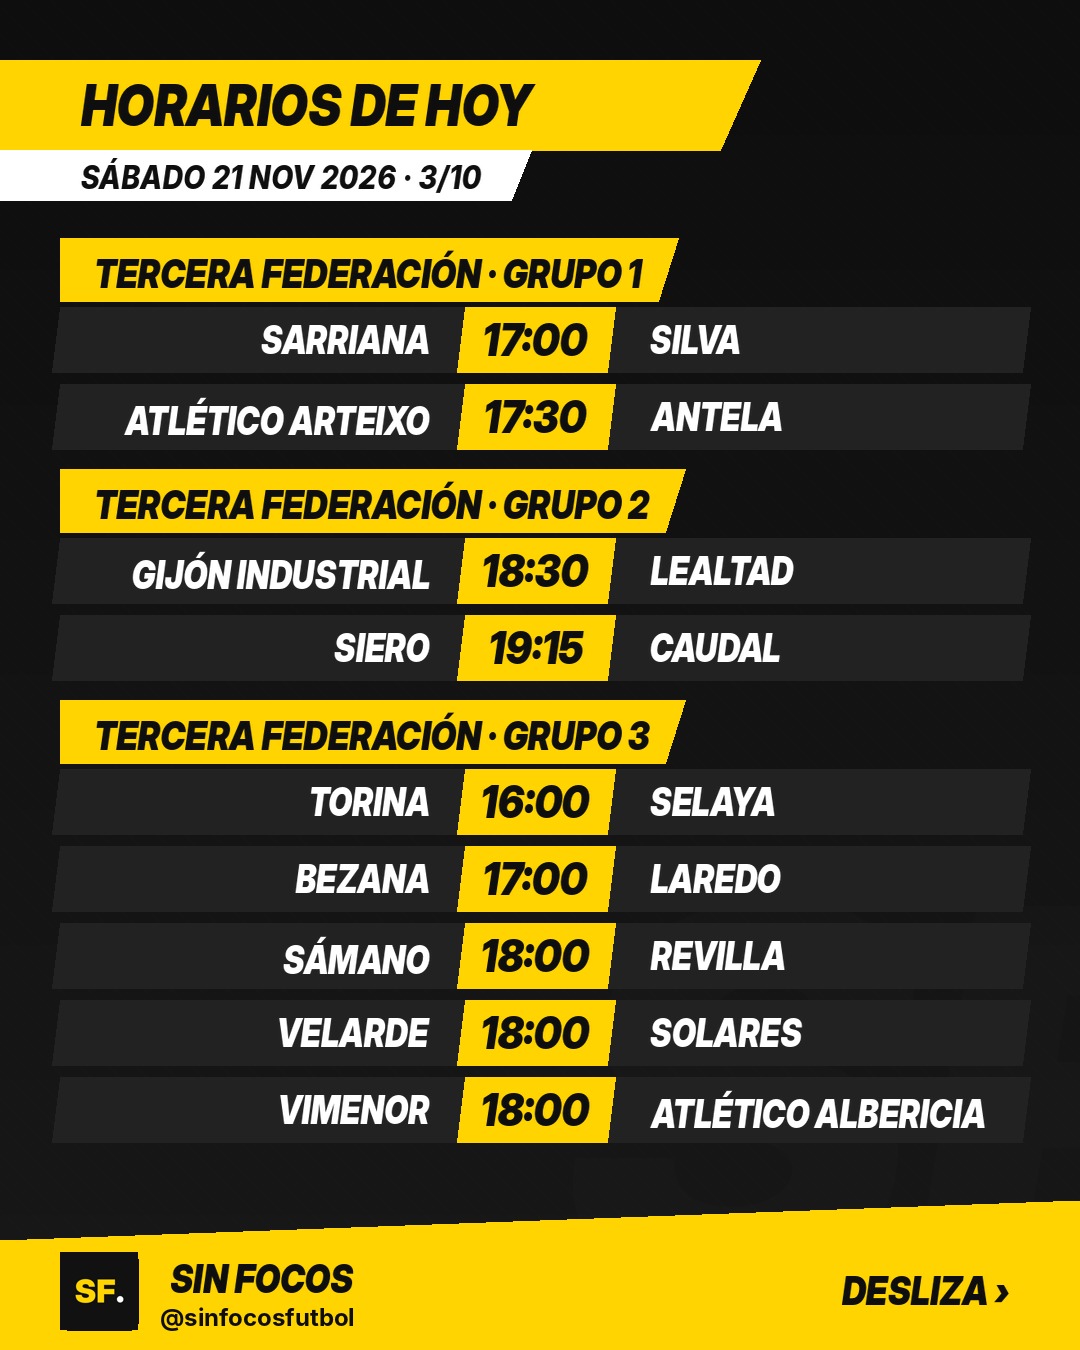 HORARIOS DE HOY
SÁBADO 21 NOV 2026 · 3/10
TERCERA FEDERACIÓN · GRUPO 1
SARRIANA 17:00 SILVA
ATLÉTICO ARTEIXO 17:30 ANTELA
TERCERA FEDERACIÓN · GRUPO 2
GIJÓN INDUSTRIAL 18:30 LEALTAD
SIERO 19:15 CAUDAL
TERCERA FEDERACIÓN · GRUPO 3
TORINA 16:00 SELAYA
BEZANA 17:00 LAREDO
SÁMANO 18:00 REVILLA
VELARDE 18:00 SOLARES
VIMENOR 18:00 ATLÉTICO ALBERICIA
SF.
SIN FOCOS
@sinfocosfutbol
DESLIZA ›